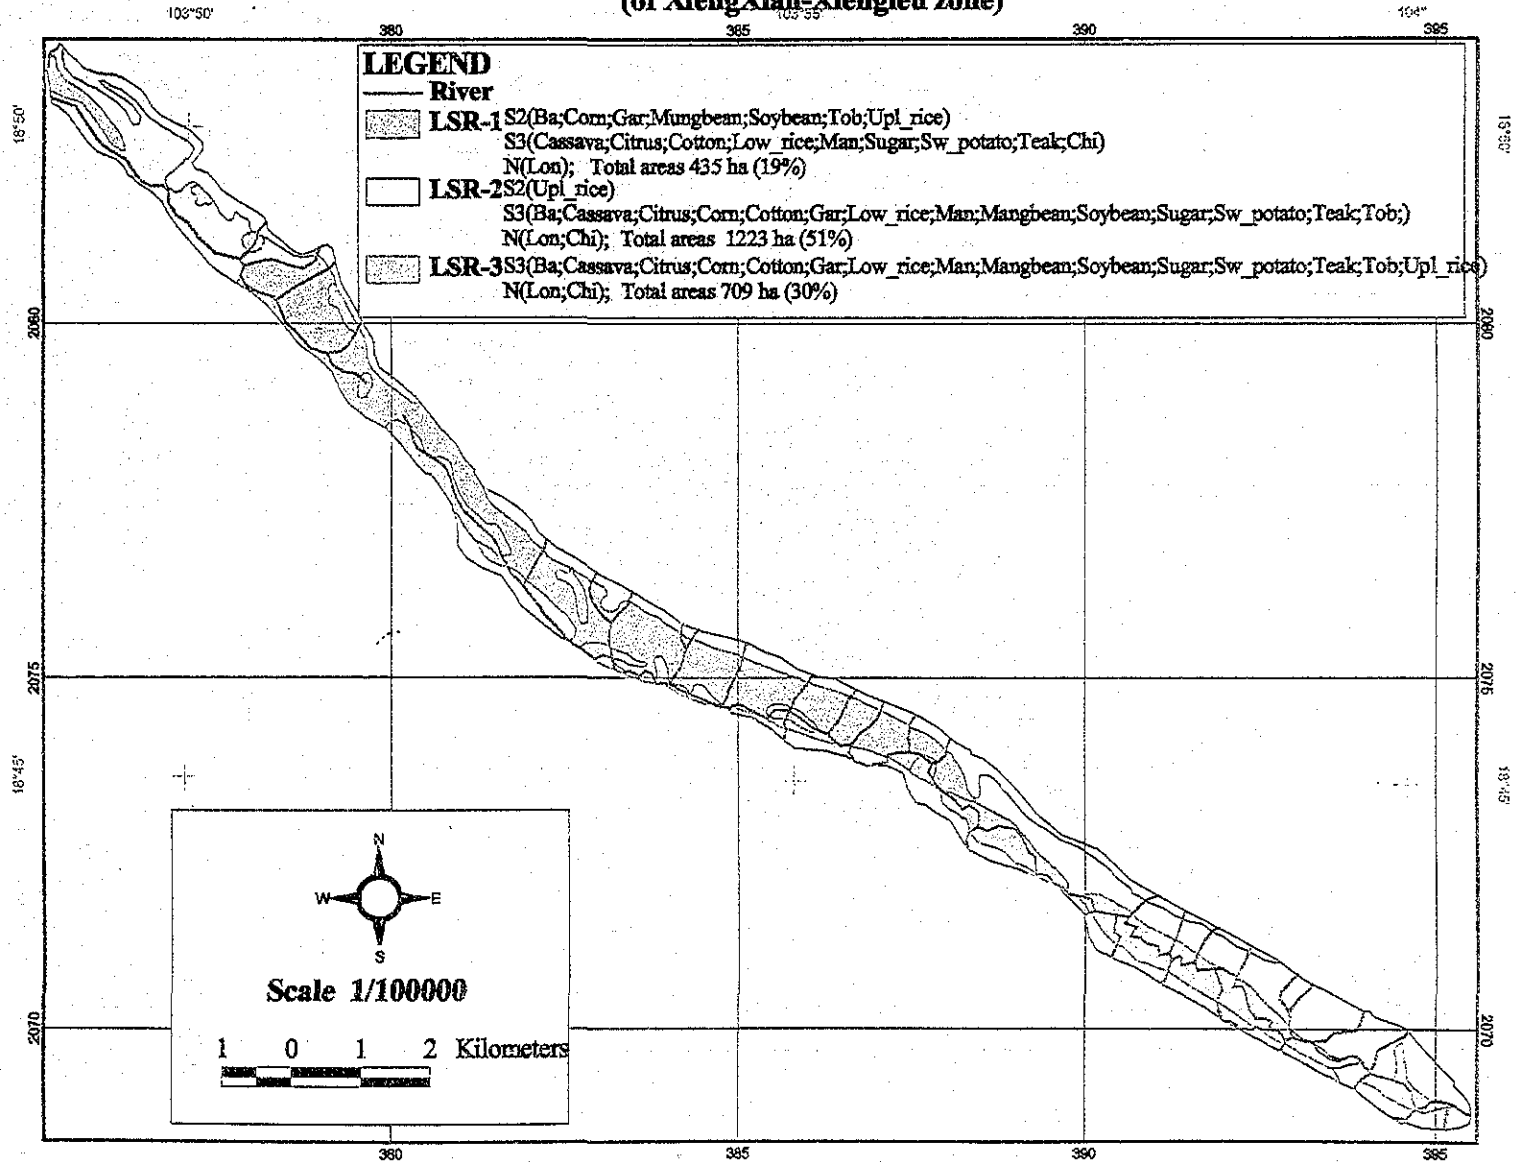 (of XiengXian-Xiengleu zone)
103°50' 103°55' 104°
380 385 390 395
LEGEND
River
LSR-1 S2(Ba;Corn;Gar;Mungbean;Soybean;Tob;Upl_rice)
S3(Cassava;Citrus;Cotton;Low_rice;Man;Sugar;Sw_potato;Teak;Chi)
N(Lon); Total areas 435 ha (19%)
LSR-2 S2(Upl_rice)
S3(Ba;Cassava;Citrus;Corn;Cotton;Gar;Low_rice;Man;Mangbean;Soybean;Sugar;Sw_potato;Teak;Tob;)
N(Lon;Chi); Total areas 1223 ha (51%)
LSR-3 S3(Ba;Cassava;Citrus;Corn;Cotton;Gar;Low_rice;Man;Mangbean;Soybean;Sugar;Sw_potato;Teak;Tob;Upl_rice)
N(Lon;Chi); Total areas 709 ha (30%)
18°50' 18°50'
2080 2080
2075 2075
18°45' 18°45'
2070 2070
N
W E
S
Scale 1/100000
1 0 1 2 Kilometers
380 385 390 395